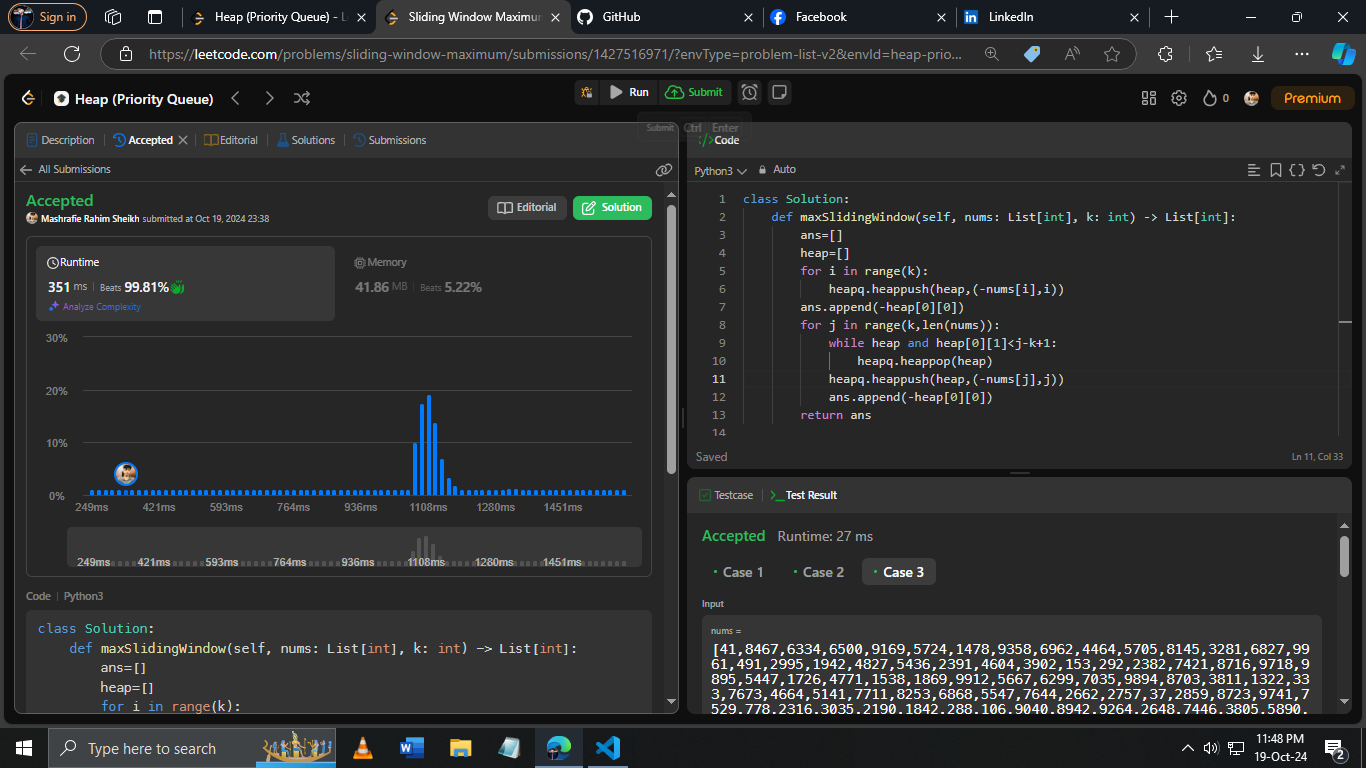 Sign in
Heap (Priority Queue) - L
Sliding Window Maximum
GitHub
Facebook
LinkedIn
https://leetcode.com/problems/sliding-window-maximum/submissions/1427516971/?envType=problem-list-v2&envId=heap-prio...
Heap (Priority Queue)
Run
Submit
0
Premium
Submit Ctrl Enter
Description
Accepted
Editorial
Solutions
Submissions
All Submissions
Accepted
Mashrafie Rahim Sheikh submitted at Oct 19, 2024 23:38
Editorial
Solution
Runtime
351 ms | Beats 99.81%
Analyze Complexity
Memory
41.86 MB | Beats 5.22%
30%
20%
10%
0%
249ms 421ms 593ms 764ms 936ms 1108ms 1280ms 1451ms
249ms 421ms 593ms 764ms 936ms 1108ms 1280ms 1451ms
Code | Python3
class Solution:
    def maxSlidingWindow(self, nums: List[int], k: int) -> List[int]:
        ans=[]
        heap=[]
        for i in range(k):
</>Code
Python3
Auto
1 class Solution:
2     def maxSlidingWindow(self, nums: List[int], k: int) -> List[int]:
3         ans=[]
4         heap=[]
5         for i in range(k):
6             heapq.heappush(heap,(-nums[i],i))
7         ans.append(-heap[0][0])
8         for j in range(k,len(nums)):
9             while heap and heap[0][1]<j-k+1:
10                 heapq.heappop(heap)
11             heapq.heappush(heap,(-nums[j],j))
12             ans.append(-heap[0][0])
13         return ans
14
Saved
Ln 11, Col 33
Testcase
>_Test Result
Accepted Runtime: 27 ms
• Case 1
• Case 2
• Case 3
Input
nums =
[41,8467,6334,6500,9169,5724,1478,9358,6962,4464,5705,8145,3281,6827,99
61,491,2995,1942,4827,5436,2391,4604,3902,153,292,2382,7421,8716,9718,9
895,5447,1726,4771,1538,1869,9912,5667,6299,7035,9894,8703,3811,1322,33
3,7673,4664,5141,7711,8253,6868,5547,7644,2662,2757,37,2859,8723,9741,7
529,778,2316,3035,2190,1842,288,106,9040,8942,9264,2648,7446,3805,5890,
Type here to search
11:48 PM
19-Oct-24
2